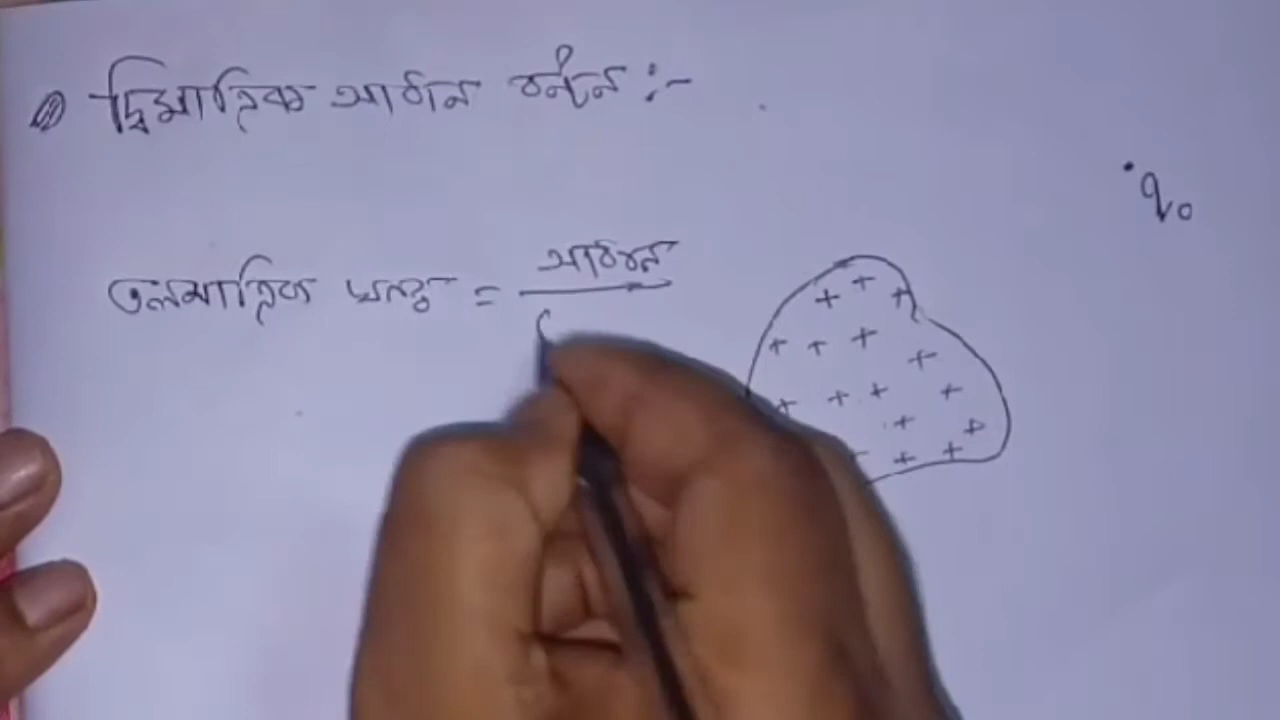 দ্বিমাত্রিক আধান বন্টন :-
q₀
তলমাত্রিক ঘনত্ব = আধান
+ + +
+ + + +
+ + + +
+ +
+ +